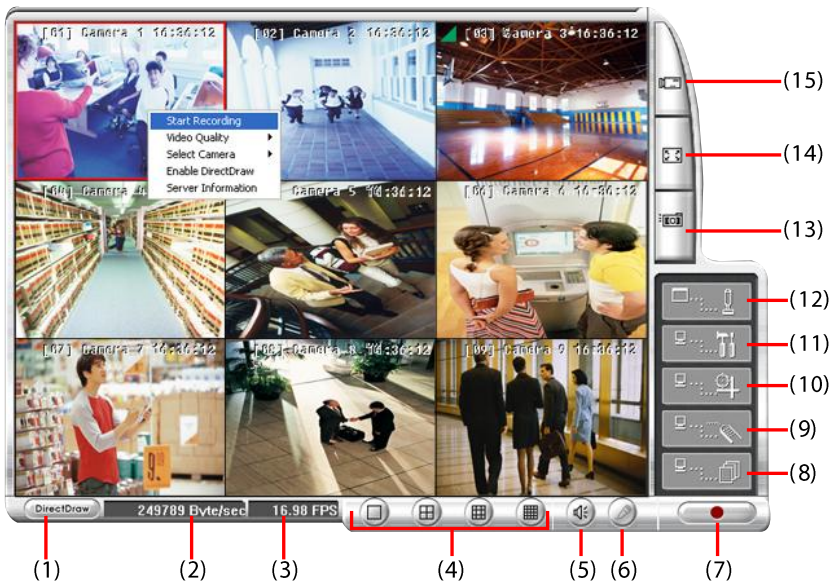 [01] Camera 1 16:36:12
[02] Camera 2 16:36:12
[03] Camera 3 16:36:12
(15)
Start Recording
Video Quality
Select Camera
Enable DirectDraw
Server Information
(14)
[04] Camera 4
Camera 5 16:36:12
[06] Camera 6 16:36:12
(13)
(12)
(11)
[07] Camera 7 16:36:12
[08] Camera 8 16:36:12
[09] Camera 9 16:36:12
(10)
(9)
9.
(8)
DirectDraw
249789 Byte/sec
16.98 FPS
(1)
(2)
(3)
(4)
(5)
(6)
(7)